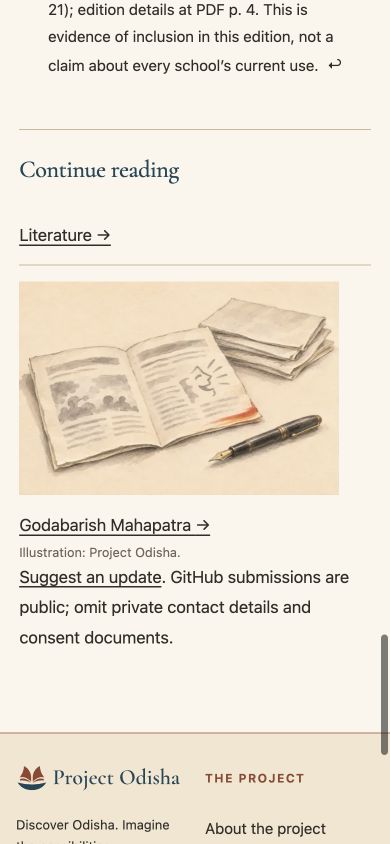 21); edition details at PDF p. 4. This is
evidence of inclusion in this edition, not a
claim about every school’s current use. ↩
Continue reading
Literature →
Godabarish Mahapatra →
Illustration: Project Odisha.
Suggest an update. GitHub submissions are
public; omit private contact details and
consent documents.
Project Odisha
THE PROJECT
Discover Odisha. Imagine
About the project